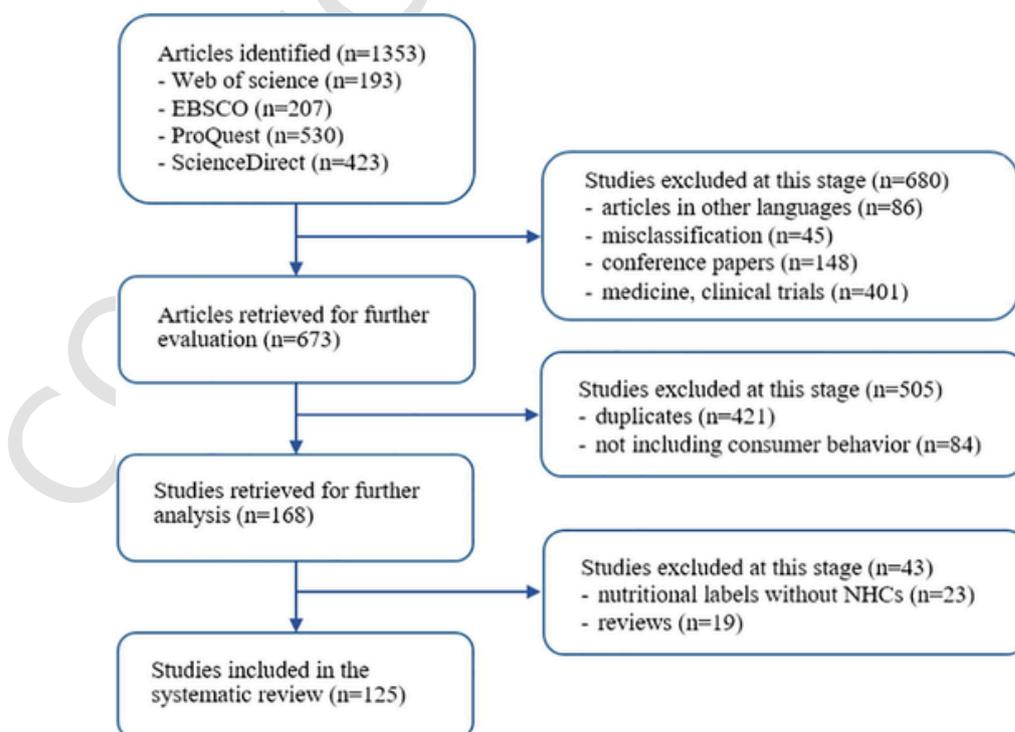 Articles identified (n=1353)
- Web of science (n=193)
- EBSCO (n=207)
- ProQuest (n=530)
- ScienceDirect (n=423)
Studies excluded at this stage (n=680)
- articles in other languages (n=86)
- misclassification (n=45)
- conference papers (n=148)
- medicine, clinical trials (n=401)
Articles retrieved for further
evaluation (n=673)
Studies excluded at this stage (n=505)
- duplicates (n=421)
- not including consumer behavior (n=84)
Studies retrieved for further
analysis (n=168)
Studies excluded at this stage (n=43)
- nutritional labels without NHCs (n=23)
- reviews (n=19)
Studies included in the
systematic review (n=125)